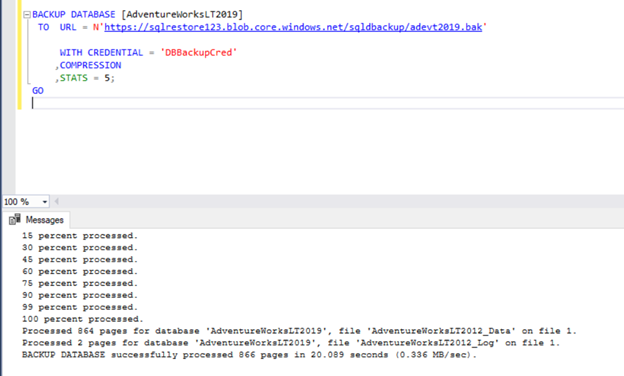 BACKUP DATABASE [AdventureWorksLT2019]
TO URL = N'https://sqlrestore123.blob.core.windows.net/sqldbackup/adevt2019.bak'
WITH CREDENTIAL = 'DBBackupCred'
,COMPRESSION
,STATS = 5;
GO
100 %
Messages
15 percent processed.
30 percent processed.
45 percent processed.
60 percent processed.
75 percent processed.
90 percent processed.
99 percent processed.
100 percent processed.
Processed 864 pages for database 'AdventureWorksLT2019', file 'AdventureWorksLT2012_Data' on file 1.
Processed 2 pages for database 'AdventureWorksLT2019', file 'AdventureWorksLT2012_Log' on file 1.
BACKUP DATABASE successfully processed 866 pages in 20.089 seconds (0.336 MB/sec).